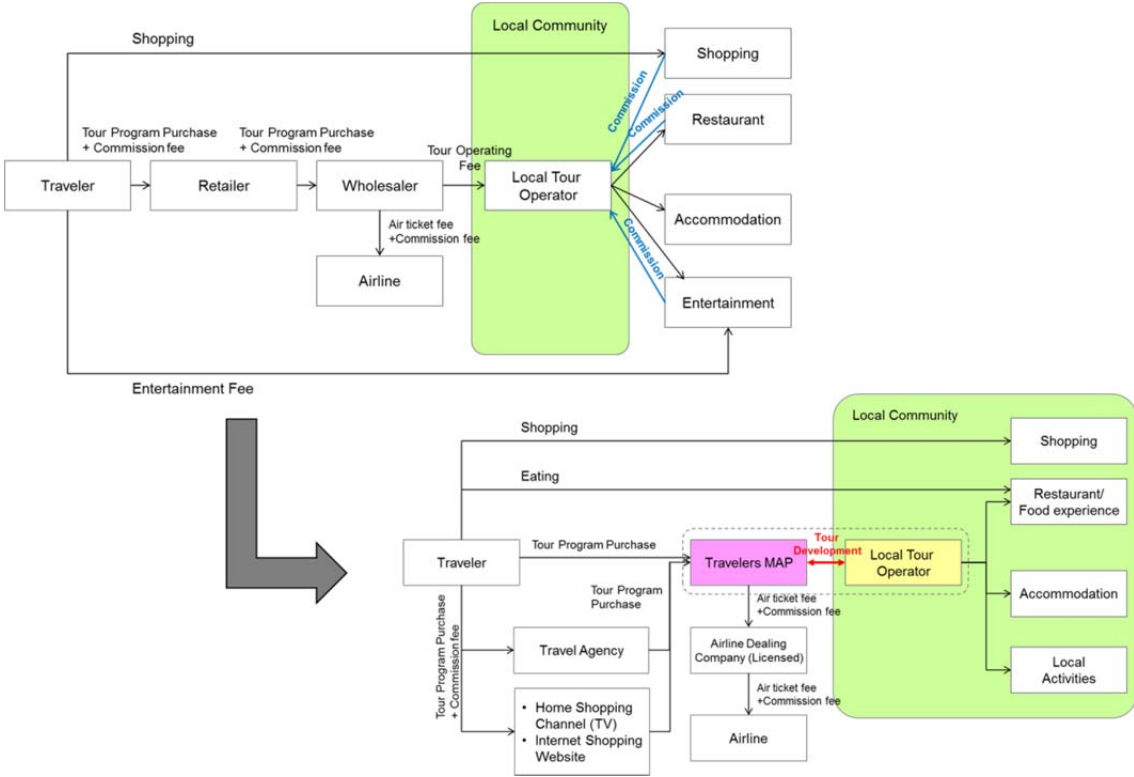 Local Community
Shopping
Shopping
Commission
Commission
Restaurant
Tour Program Purchase
+ Commission fee
Tour Program Purchase
+ Commission fee
Tour Operating
Fee
Traveler
Retailer
Wholesaler
Local Tour
Operator
Accommodation
Air ticket fee
+Commission fee
Commission
Airline
Entertainment
Entertainment Fee
Local Community
Shopping
Shopping
Eating
Restaurant/
Food experience
Tour
Development
Traveler
Tour Program Purchase
Travelers MAP
Local Tour
Operator
Tour Program
Purchase
Air ticket fee
+Commission fee
Accommodation
Tour Program Purchase
+ Commission fee
Travel Agency
Airline Dealing
Company (Licensed)
Local
Activities
Air ticket fee
+Commission fee
• Home Shopping
Channel (TV)
• Internet Shopping
Website
Airline